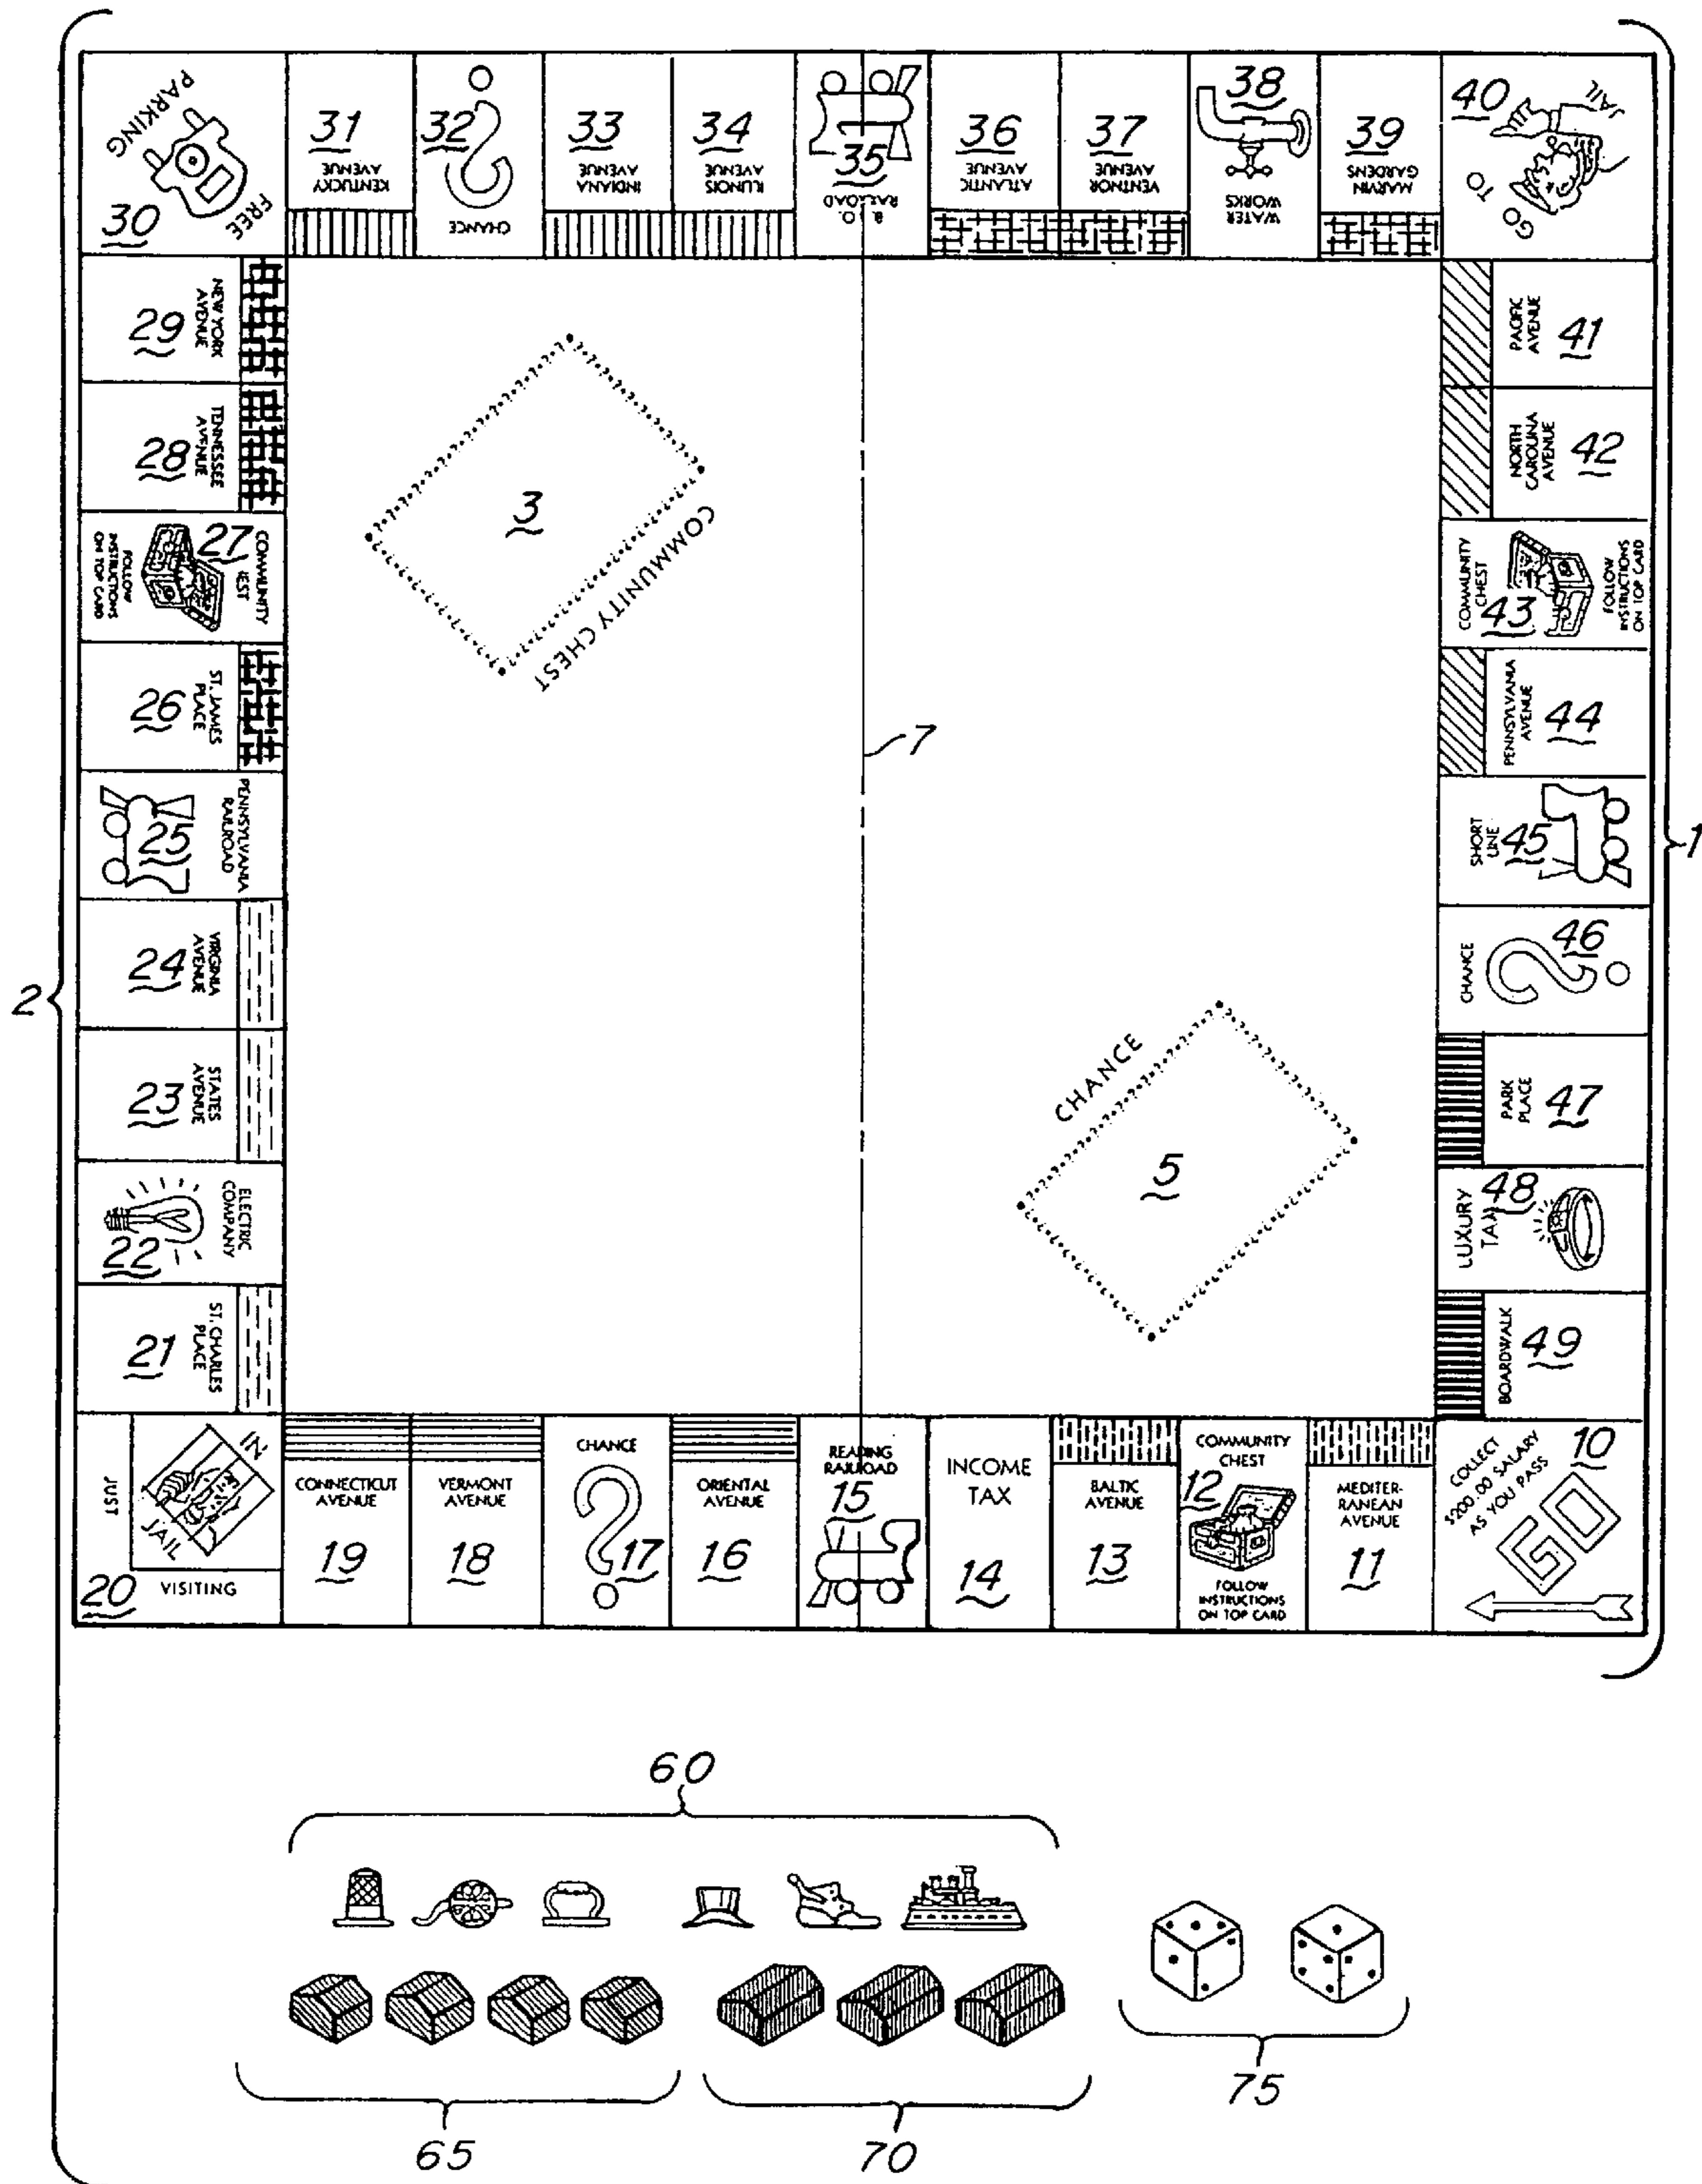 PARKING
FREE
30
31
KENTUCKY
AVENUE
32
CHANCE
33
INDIANA
AVENUE
34
ILLINOIS
AVENUE
35
B. & O.
RAILROAD
36
ATLANTIC
AVENUE
37
VENTNOR
AVENUE
38
WATER
WORKS
39
MARVIN
GARDENS
40
GO TO
JAIL
29
NEW YORK
AVENUE
28
TENNESSEE
AVENUE
27
COMMUNITY
EST
FOLLOW
INSTRUCTIONS
ON TOP CARD
26
ST. JAMES
PLACE
25
PENNSYLVANIA
RAILROAD
24
VIRGINIA
AVENUE
23
STATES
AVENUE
22
ELECTRIC
COMPANY
21
ST. CHARLES
PLACE
3
COMMUNITY CHEST
7
CHANCE
5
41
PACIFIC
AVENUE
42
NORTH
CAROLINA
AVENUE
43
COMMUNITY
CHEST
FOLLOW
INSTRUCTIONS
ON TOP CARD
44
PENNSYLVANIA
AVENUE
45
SHORT
LINE
46
CHANCE
47
PARK
PLACE
48
LUXURY
TAX
49
BOARDWALK
1
2
20
JUST
VISITING
IN
JAIL
CONNECTICUT
AVENUE
19
VERMONT
AVENUE
18
CHANCE
?
17
ORIENTAL
AVENUE
16
READING
RAILROAD
15
INCOME
TAX
14
BALTIC
AVENUE
13
COMMUNITY
CHEST
12
FOLLOW
INSTRUCTIONS
ON TOP CARD
MEDITER-
RANEAN
AVENUE
11
10
COLLECT
$200.00 SALARY
AS YOU PASS
GO
60
65
70
75